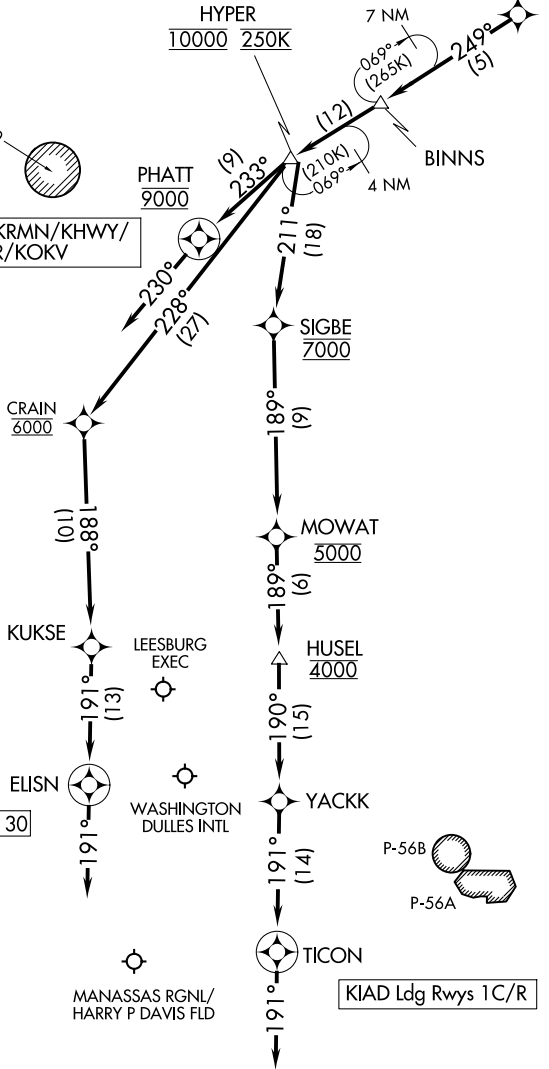 HYPER
10000 250K
7 NM
249°
(5)
069°
(265K)
(12)
BINNS
(9)
233°
(210K)
069°
4 NM
PHATT
9000
211°
(18)
KRMN/KHWY/
R/KOKV
230°
228°
(27)
SIGBE
7000
CRAIN
6000
189°
(9)
188°
(10)
MOWAT
5000
189°
(6)
KUKSE
LEESBURG
EXEC
HUSEL
4000
191°
(13)
190°
(15)
ELISN
WASHINGTON
DULLES INTL
YACKK
30
191°
191°
(14)
P-56B
P-56A
TICON
MANASSAS RGNL/
HARRY P DAVIS FLD
191°
KIAD Ldg Rwys 1C/R